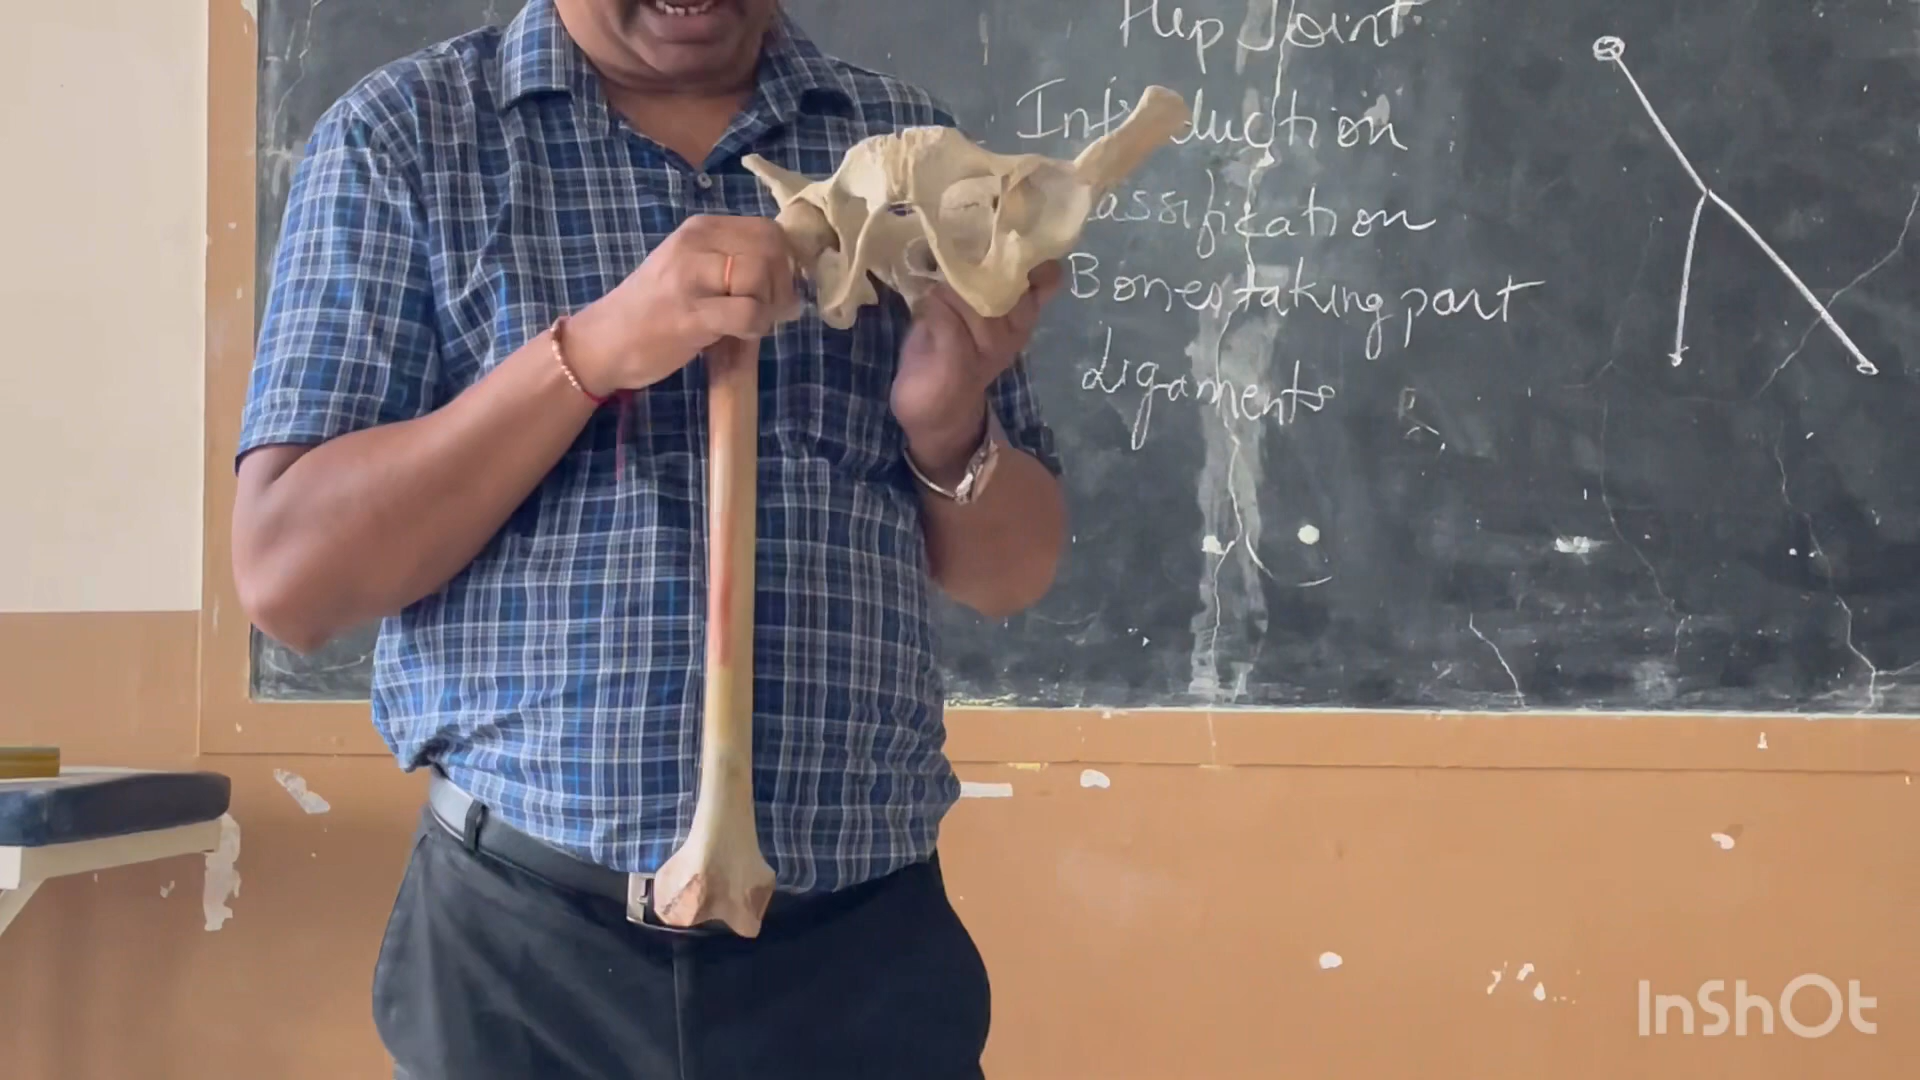 Hip Joint
Introduction
Classification
Bones taking part
Ligaments
InShOt